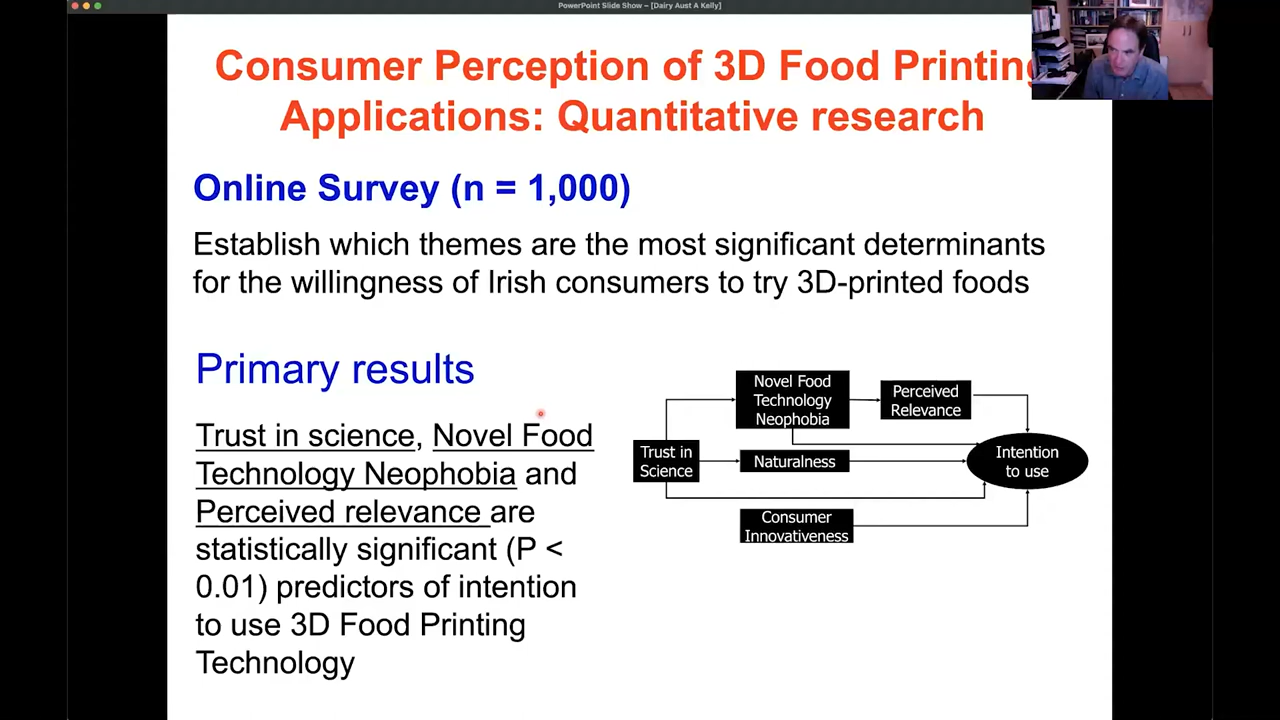 PowerPoint Slide Show – [Dairy Aust A Kelly]
Consumer Perception of 3D Food Printing
Applications: Quantitative research
Online Survey (n = 1,000)
Establish which themes are the most significant determinants
for the willingness of Irish consumers to try 3D-printed foods
Primary results
Trust in science, Novel Food
Technology Neophobia and
Perceived relevance are
statistically significant (P <
0.01) predictors of intention
to use 3D Food Printing
Technology
Novel Food
Technology
Neophobia
Perceived
Relevance
Trust in
Science
Naturalness
Intention
to use
Consumer
Innovativeness